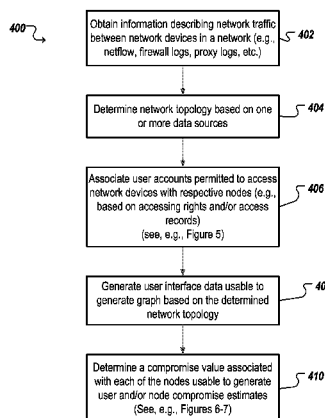 400
Obtain information describing network traffic
between network devices in a network (e.g.,
netflow, firewall logs, proxy logs, etc.)
402
Determine network topology based on one
or more data sources
404
Associate user accounts permitted to access
network devices with respective nodes (e.g.,
based on accessing rights and/or access
records)
(see, e.g., Figure 5)
406
Generate user interface data usable to
generate graph based on the determined
network topology
40
Determine a compromise value associated
with each of the nodes usable to generate
user and/or node compromise estimates
(See, e.g., Figures 6-7)
410